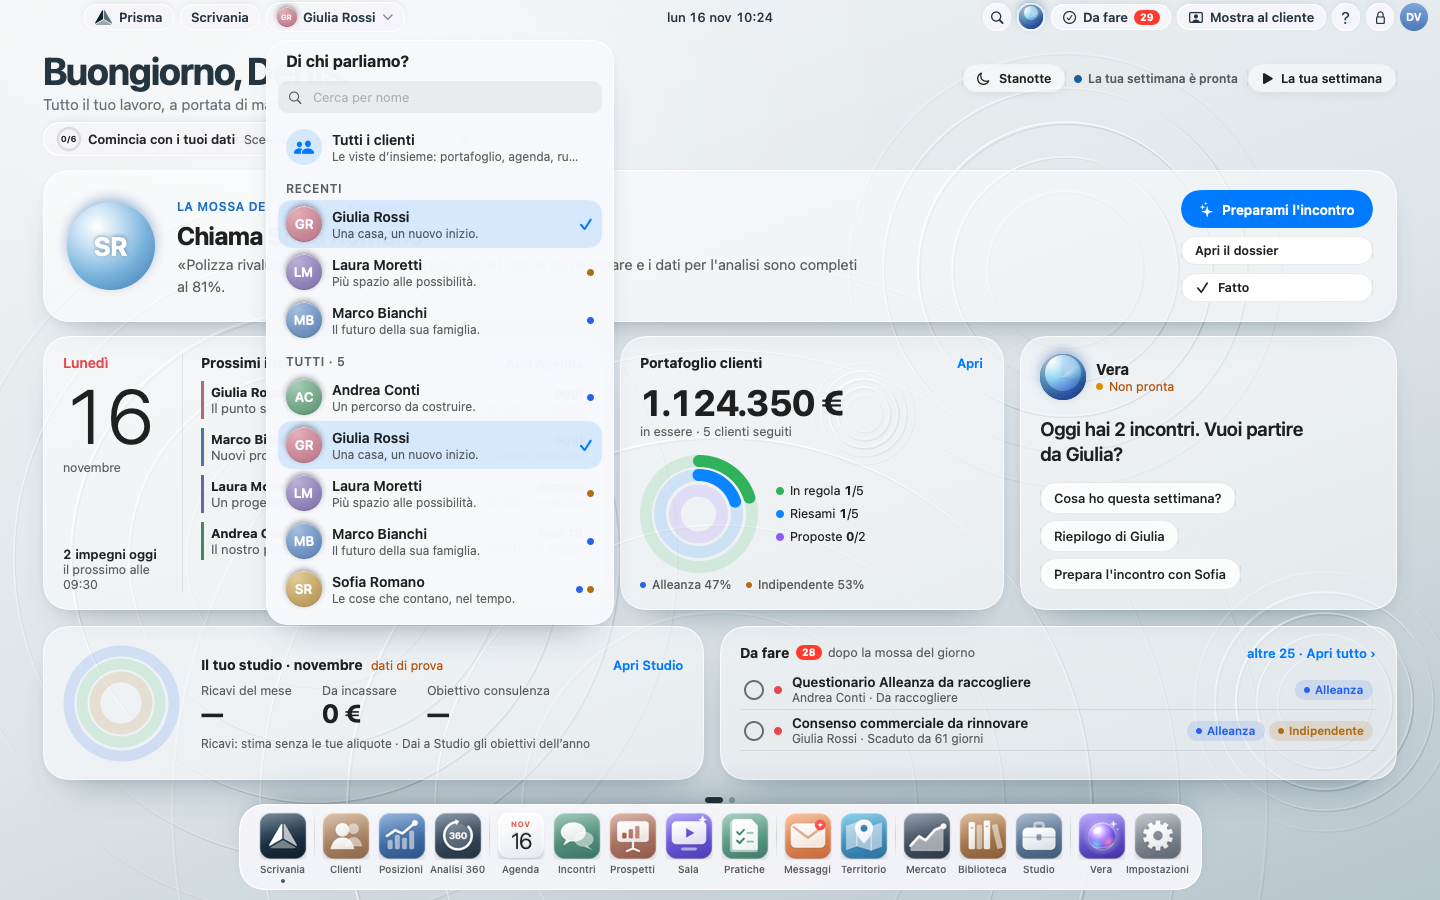 Prisma
Scrivania
GR Giulia Rossi
lun 16 nov 10:24
Da fare 29
Mostra al cliente
?
DV
Buongiorno, D
Tutto il tuo lavoro, a portata di m
0/6 Comincia con i tuoi dati Sce
Stanotte
La tua settimana è pronta
La tua settimana
Di chi parliamo?
Cerca per nome
Tutti i clienti
Le viste d'insieme: portafoglio, agenda, ru...
RECENTI
GR Giulia Rossi
Una casa, un nuovo inizio.
LM Laura Moretti
Più spazio alle possibilità.
MB Marco Bianchi
Il futuro della sua famiglia.
TUTTI · 5
AC Andrea Conti
Un percorso da costruire.
GR Giulia Rossi
Una casa, un nuovo inizio.
LM Laura Moretti
Più spazio alle possibilità.
MB Marco Bianchi
Il futuro della sua famiglia.
SR Sofia Romano
Le cose che contano, nel tempo.
SR
LA MOSSA DE
Chiama
«Polizza rival
are e i dati per l'analisi sono completi
al 81%.
Preparami l'incontro
Apri il dossier
Fatto
Lunedì
16
novembre
2 impegni oggi
il prossimo alle
09:30
Prossimi i
Giulia Ro
Il punto s
Marco Bi
Nuovi pro
Laura Mo
Un proge
Andrea C
Il nostro p
Portafoglio clienti
Apri
1.124.350 €
in essere · 5 clienti seguiti
In regola 1/5
Riesami 1/5
Proposte 0/2
Alleanza 47%
Indipendente 53%
Vera
Non pronta
Oggi hai 2 incontri. Vuoi partire
da Giulia?
Cosa ho questa settimana?
Riepilogo di Giulia
Prepara l'incontro con Sofia
Il tuo studio · novembre dati di prova
Apri Studio
Ricavi del mese
—
Da incassare
0 €
Obiettivo consulenza
—
Ricavi: stima senza le tue aliquote · Dai a Studio gli obiettivi dell'anno
Da fare 28 dopo la mossa del giorno
altre 25 · Apri tutto ›
Questionario Alleanza da raccogliere
Andrea Conti · Da raccogliere
Alleanza
Consenso commerciale da rinnovare
Giulia Rossi · Scaduto da 61 giorni
Alleanza
Indipendente
360
NOV
16
Scrivania
Clienti
Posizioni
Analisi 360
Agenda
Incontri
Prospetti
Sala
Pratiche
Messaggi
Territorio
Mercato
Biblioteca
Studio
Vera
Impostazioni